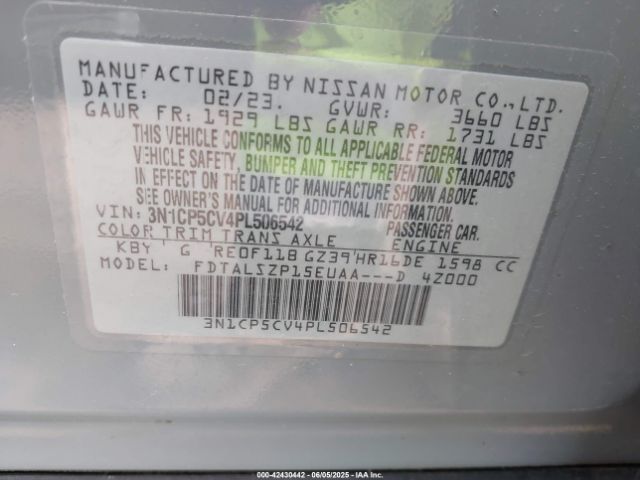 MANUFACTURED BY NISSAN MOTOR CO., LTD.
DATE: 02/23. GVWR: 3660 LBS
GAWR FR: 1929 LBS GAWR RR: 1731 LBS
THIS VEHICLE CONFORMS TO ALL APPLICABLE FEDERAL MOTOR
VEHICLE SAFETY, BUMPER AND THEFT PREVENTION STANDARDS
IN EFFECT ON THE DATE OF MANUFACTURE SHOWN ABOVE.
SEE OWNER'S MANUAL FOR ADDITIONAL INFORMATION.
VIN: 3N1CP5CV4PL506542 PASSENGER CAR.
COLOR TRIM TRANS AXLE ENGINE
KBY G RE0F11B GZ39 HR16DE 1598 CC
MODEL: FDTALSZP15EUAA---D 4Z000
3N1CP5CV4PL506542
000-42430442 - 06/05/2025 - IAA Inc.